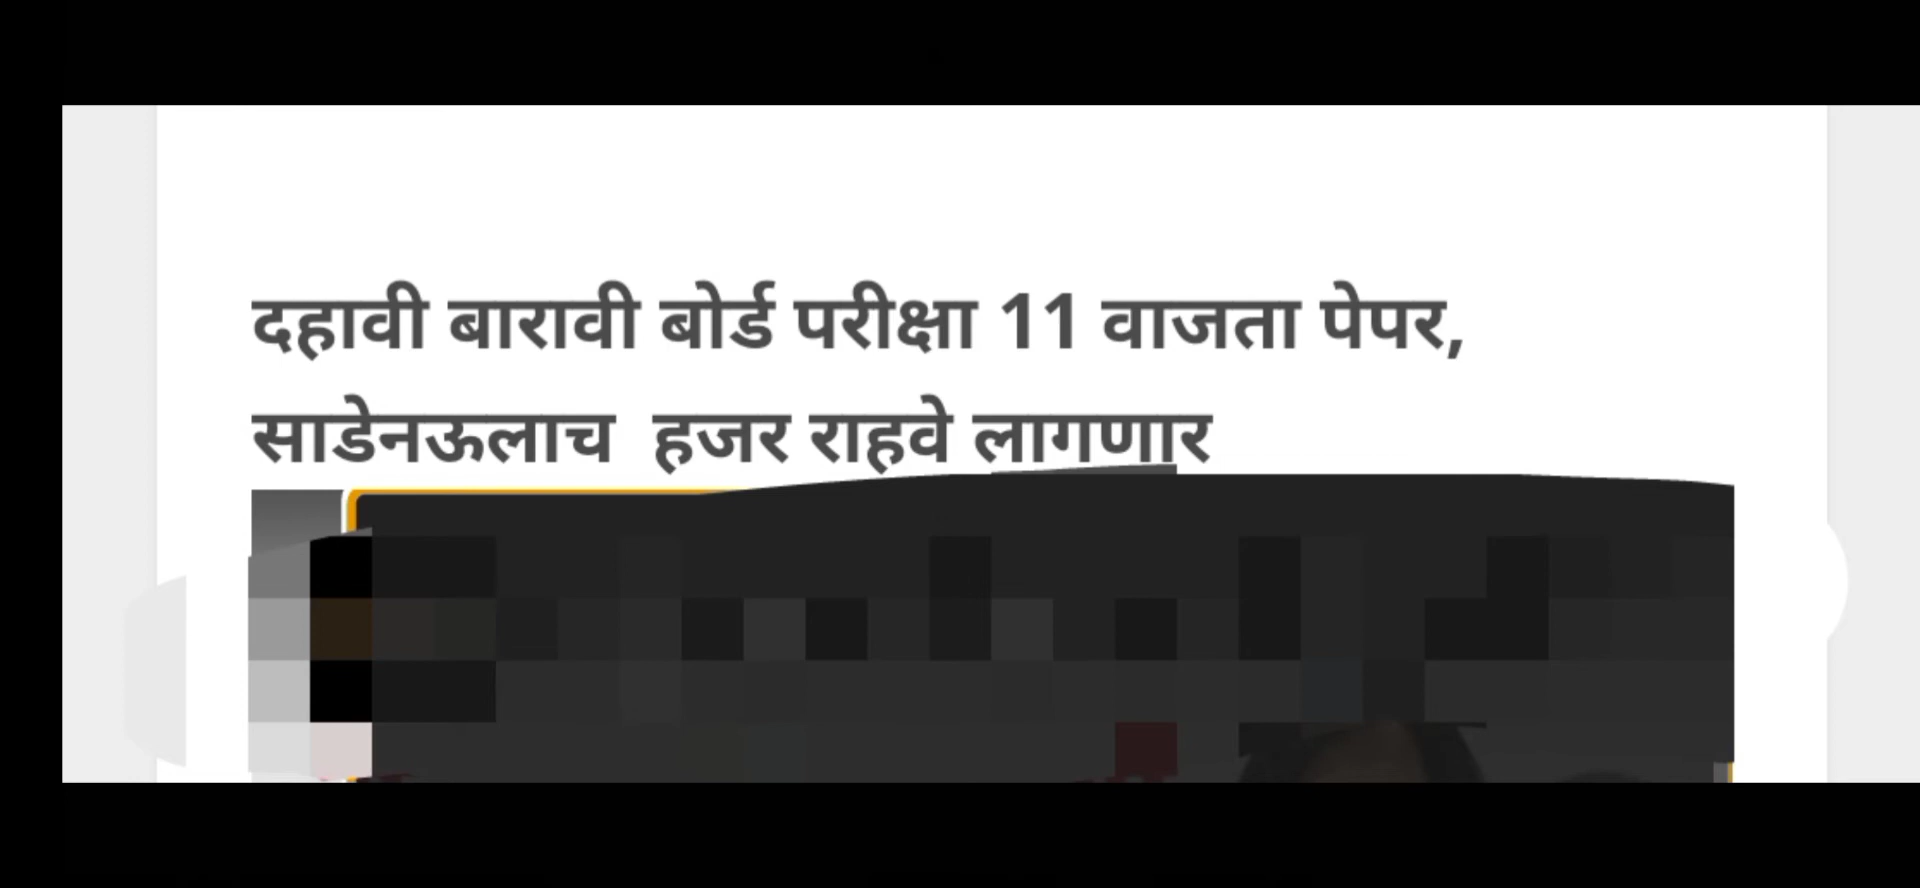 दहावी बारावी बोर्ड परीक्षा 11 वाजता पेपर,
साडेनऊलाच हजर राहवे लागणार